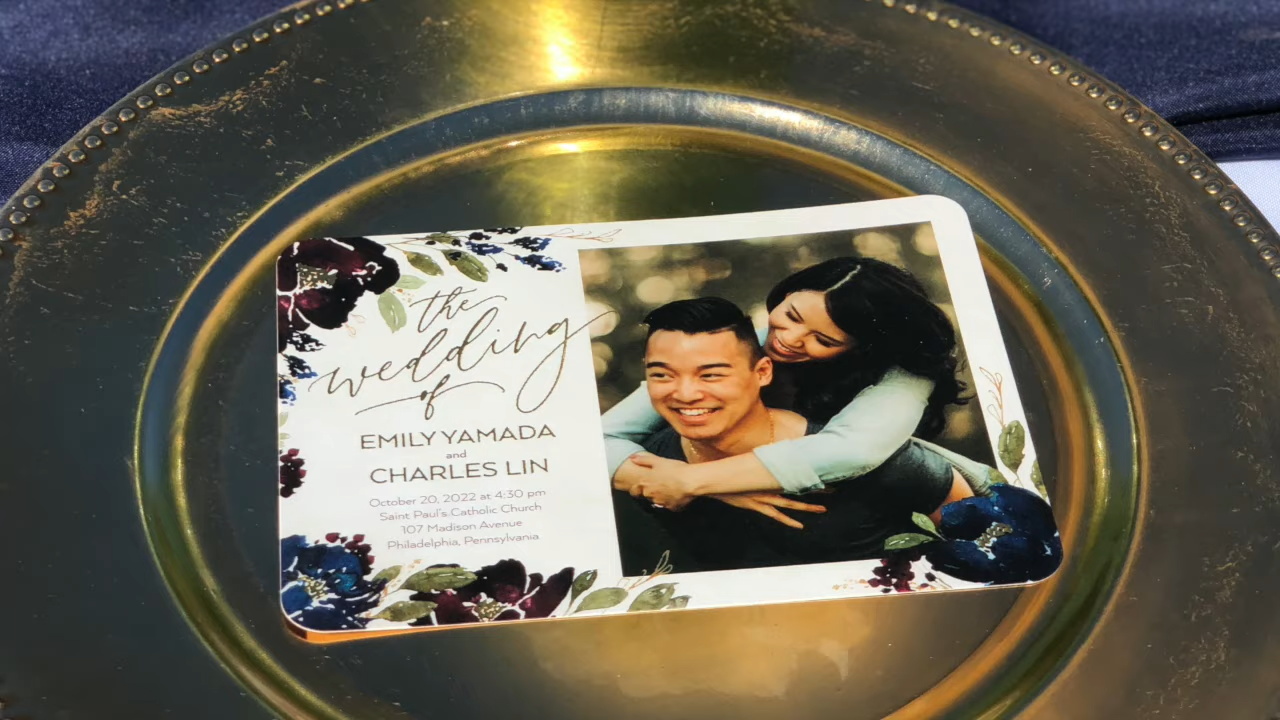 the
wedding
of
EMILY YAMADA
and
CHARLES LIN
October 20, 2022 at 4:30 pm
Saint Paul's Catholic Church
107 Madison Avenue
Philadelphia, Pennsylvania